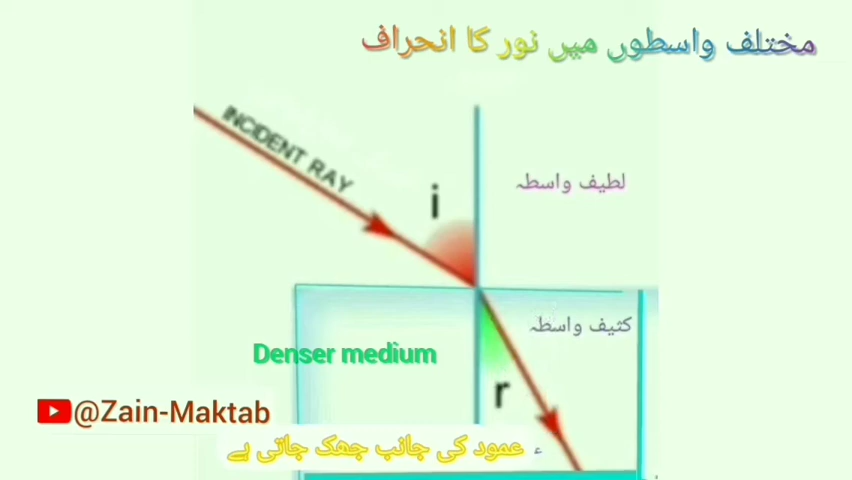 مختلف واسطوں میں نور کا انحراف
INCIDENT RAY
i
لطیف واسطہ
کثیف واسطہ
Denser medium
r
@Zain-Maktab
عمود کی جانب جھک جاتی ہے